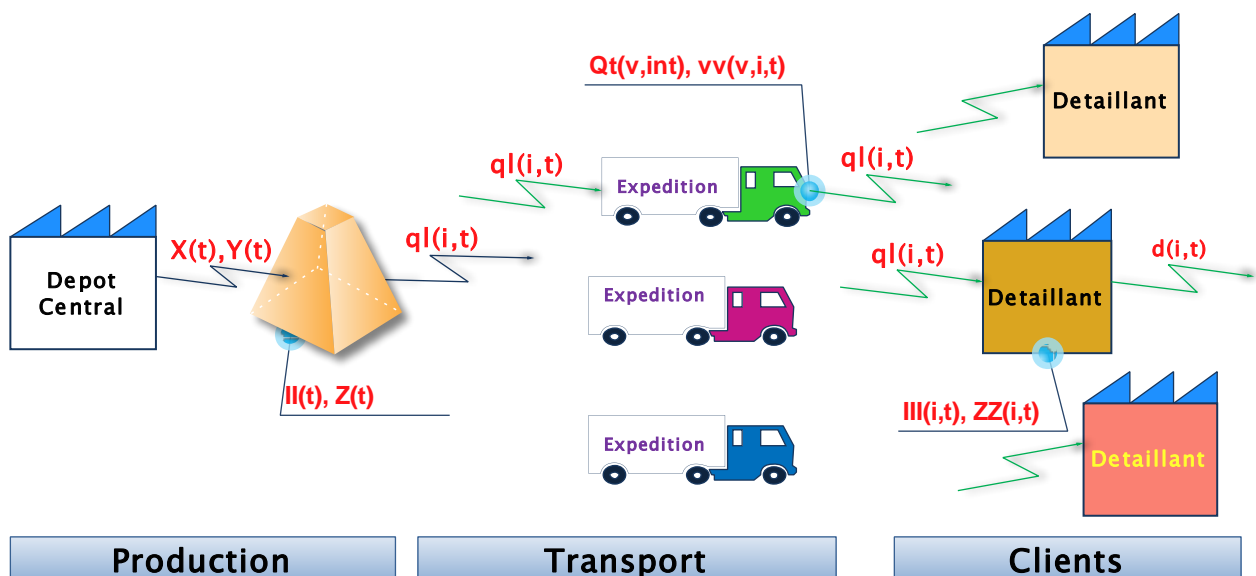 Depot
Central
X(t),Y(t)
II(t), Z(t)
ql(i,t)
Qt(v,int), vv(v,i,t)
ql(i,t)
Expedition
ql(i,t)
Expedition
Expedition
Detaillant
ql(i,t)
Detaillant
d(i,t)
III(i,t), ZZ(i,t)
Detaillant
Production
Transport
Clients